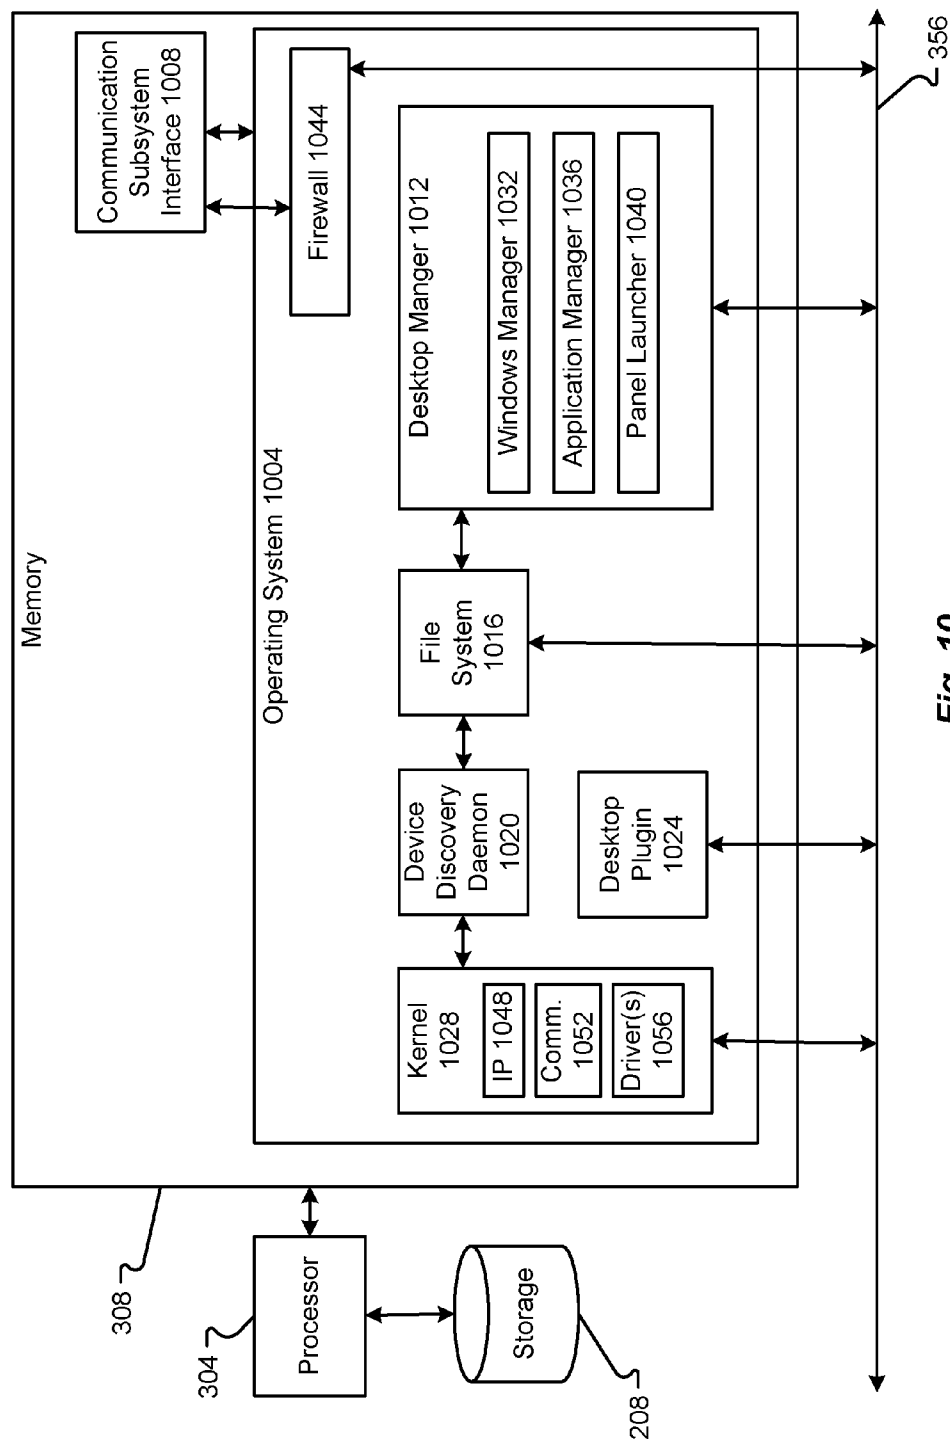 Memory
Communication
Subsystem
Interface 1008
Operating System 1004
Firewall 1044
308
304
Processor
Kernel
1028
IP 1048
Comm.
1052
Driver(s)
1056
Device
Discovery
Daemon
1020
File
System
1016
Desktop Manger 1012
Windows Manager 1032
Application Manager 1036
Panel Launcher 1040
Desktop
Plugin
1024
Storage
208
356
Fig. 10